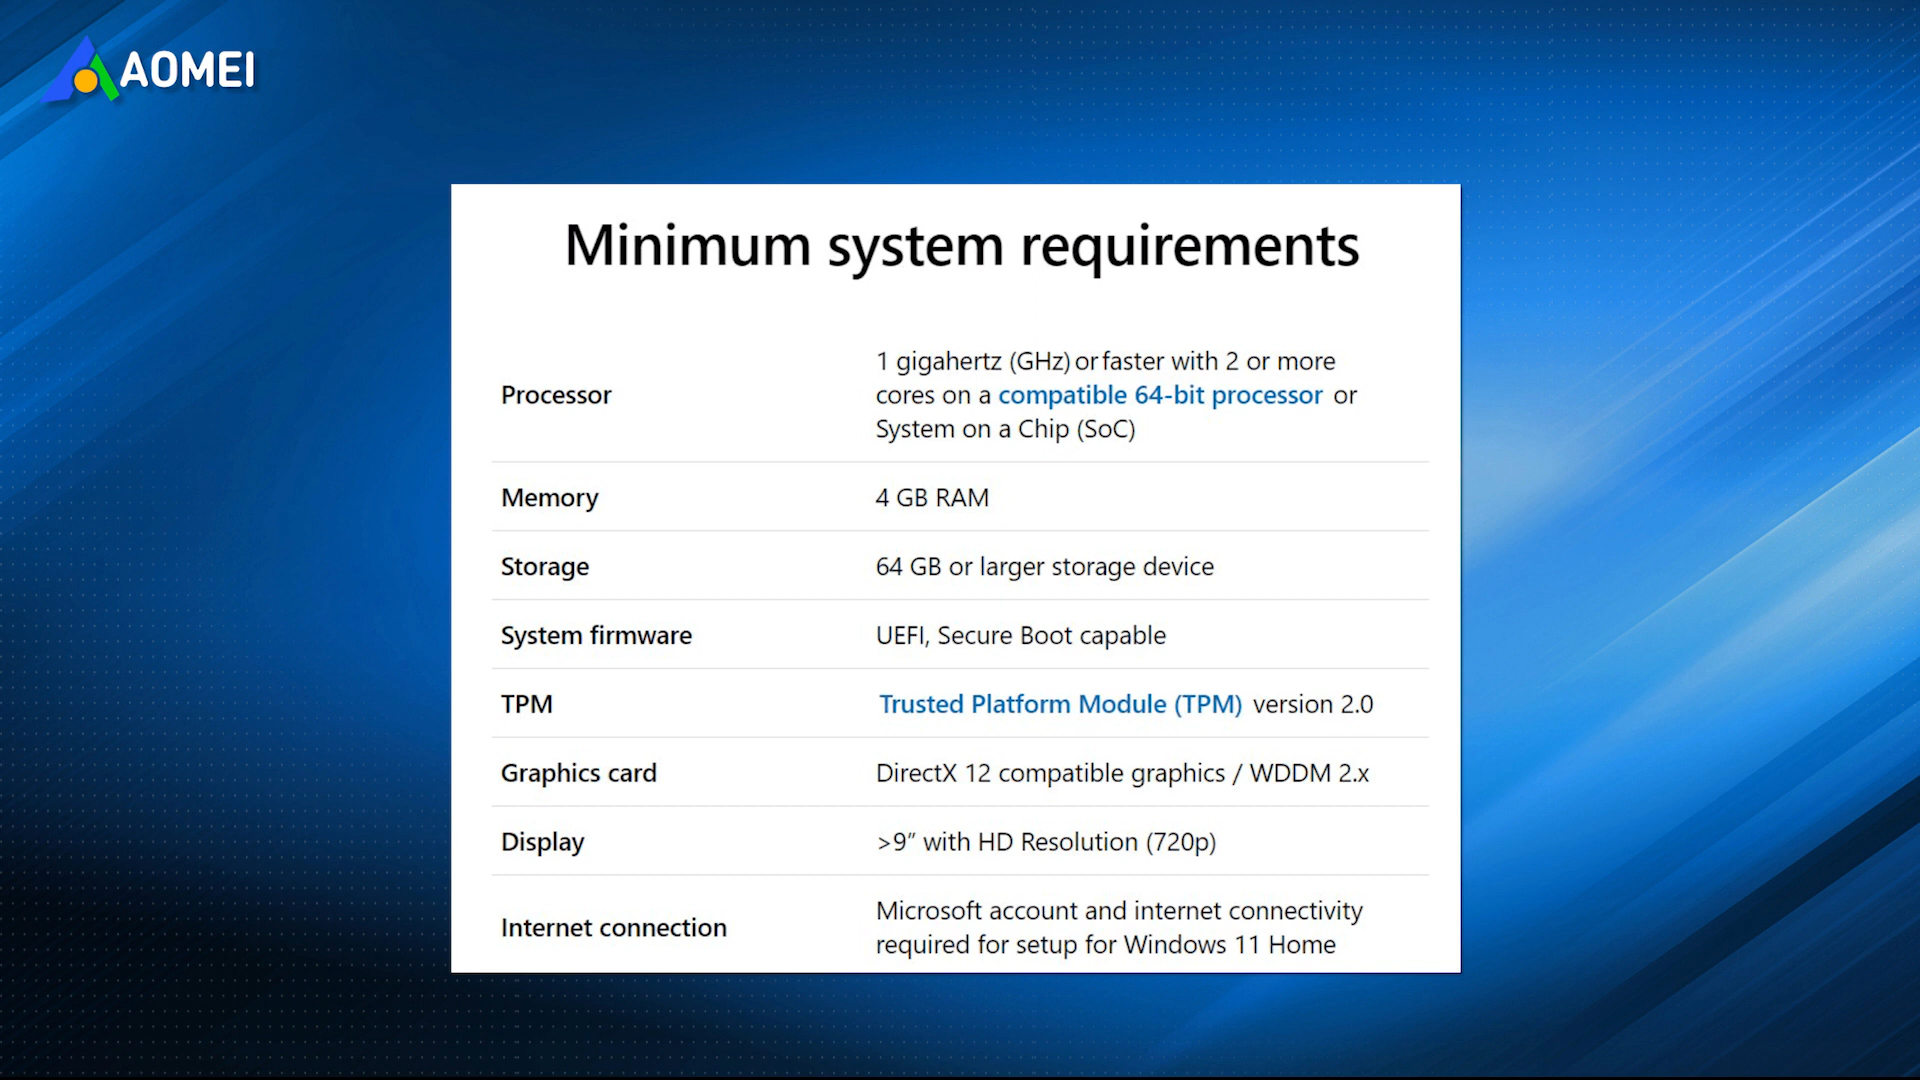 AOMEI
Minimum system requirements
Processor
1 gigahertz (GHz) or faster with 2 or more
cores on a compatible 64-bit processor or
System on a Chip (SoC)
Memory
4 GB RAM
Storage
64 GB or larger storage device
System firmware
UEFI, Secure Boot capable
TPM
Trusted Platform Module (TPM) version 2.0
Graphics card
DirectX 12 compatible graphics / WDDM 2.x
Display
>9” with HD Resolution (720p)
Internet connection
Microsoft account and internet connectivity
required for setup for Windows 11 Home